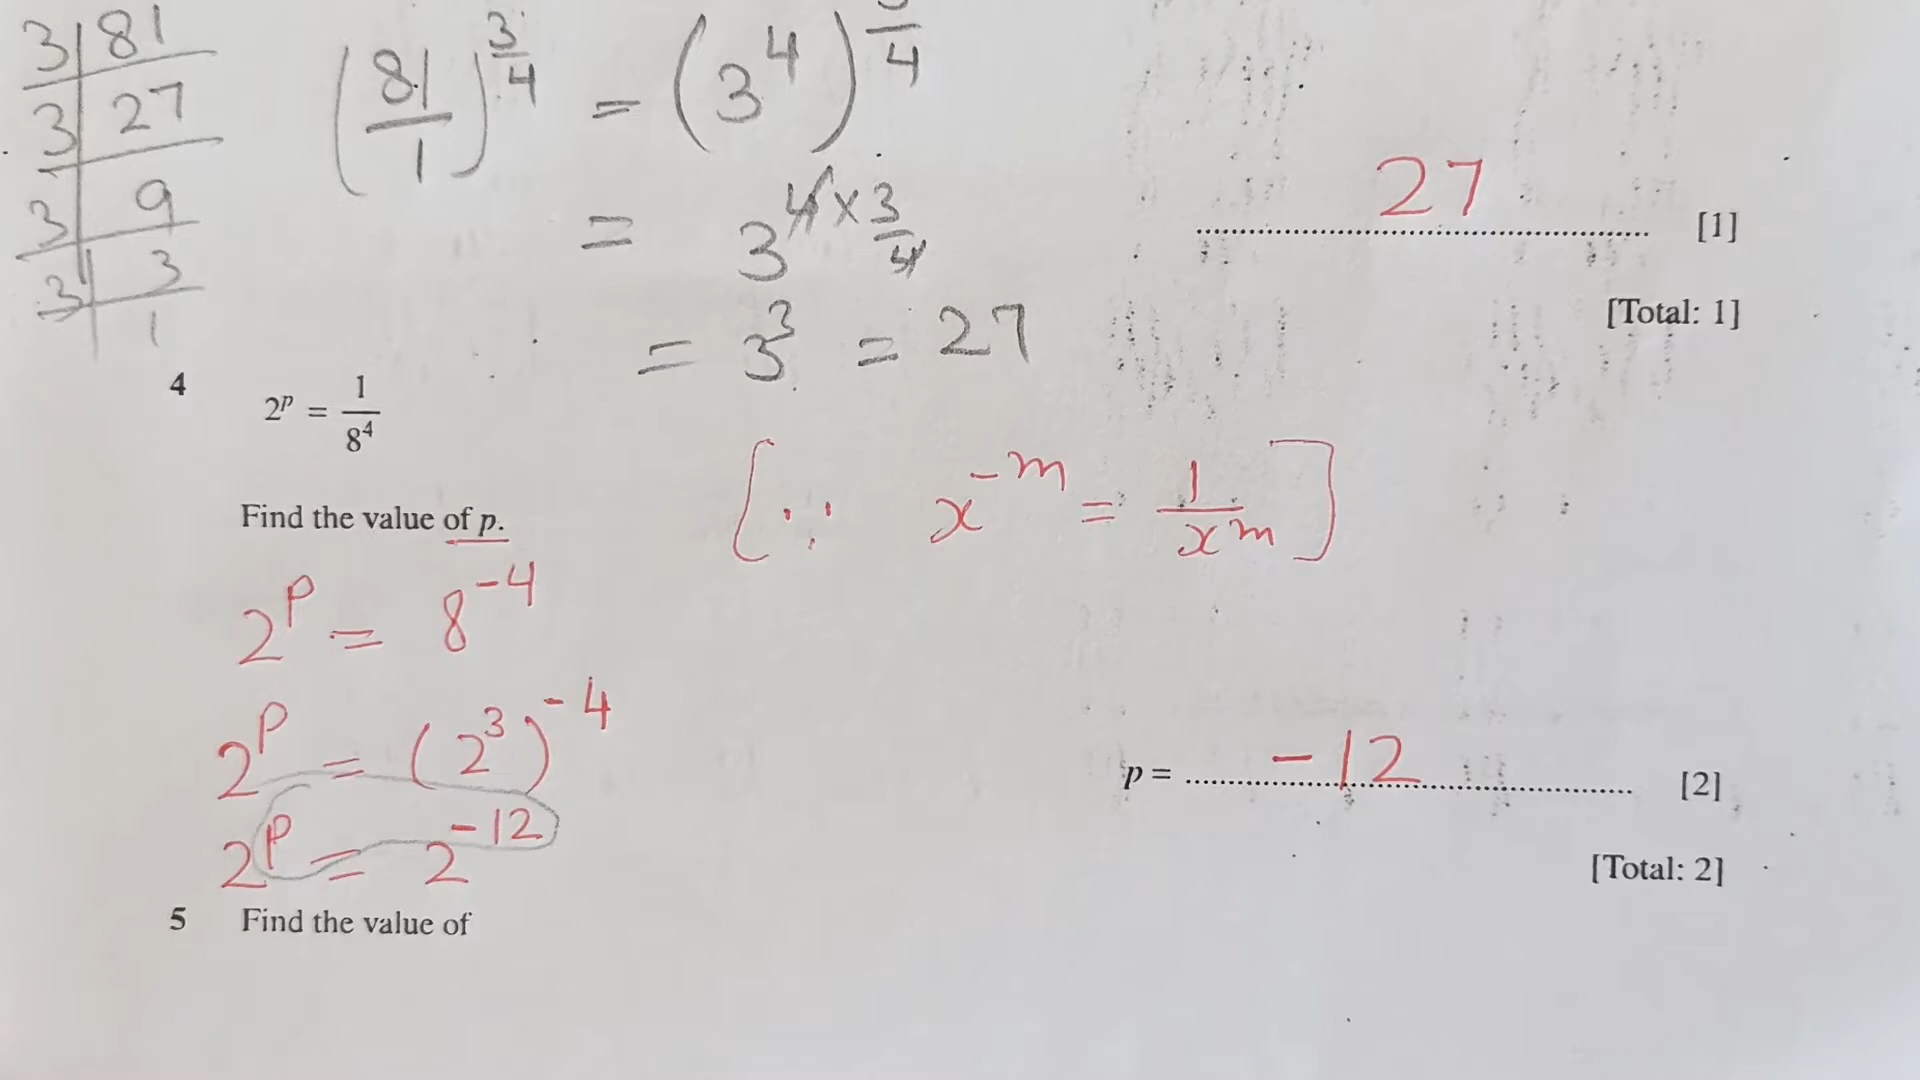 3 | 81
3 | 27
3 | 9
3 | 3
1
(81/1)^(3/4) = (3^4)^(3/4)
= 3^(4 × 3/4)
= 3^3 = 27
27
[1]
[Total: 1]
4 2^p = 1/8^4
Find the value of p.
[∵ x^-m = 1/x^m]
2^p = 8^-4
2^p = (2^3)^-4
2^p = 2^-12
p = -12 [2]
[Total: 2]
5 Find the value of